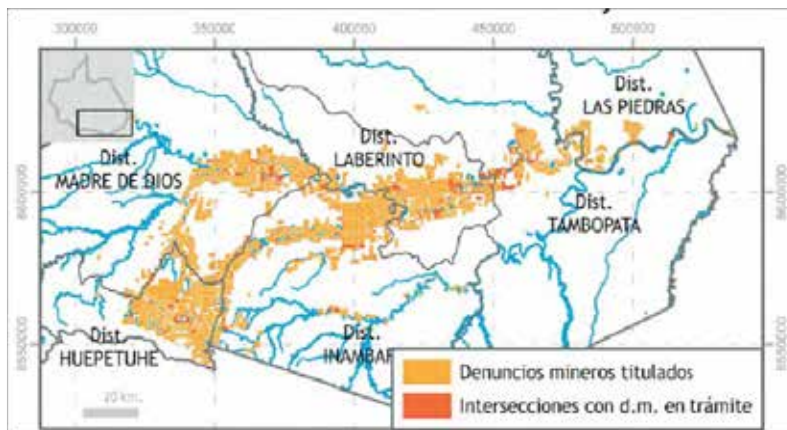 300000 350000 400000 450000 500000
Dist.
LAS PIEDRAS
Dist.
LABERINTO
Dist.
MADRE DE DIOS
8600000
8600000
Dist.
TAMBOPATA
Dist.
HUEPETUHE
Dist.
8550000
8550000
20 km.
Denuncios mineros titulados
Intersecciones con d.m. en trámite